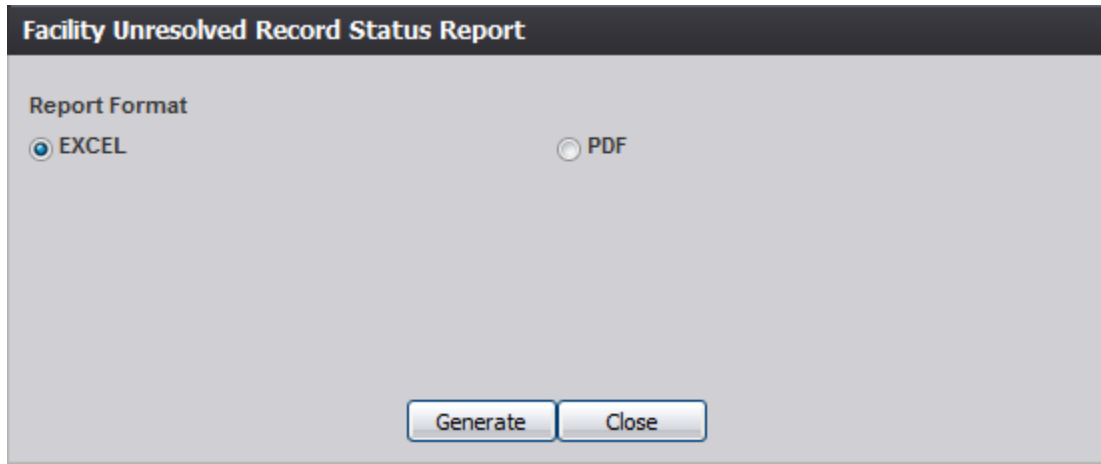 Facility Unresolved Record Status Report
Report Format
EXCEL PDF
Generate Close